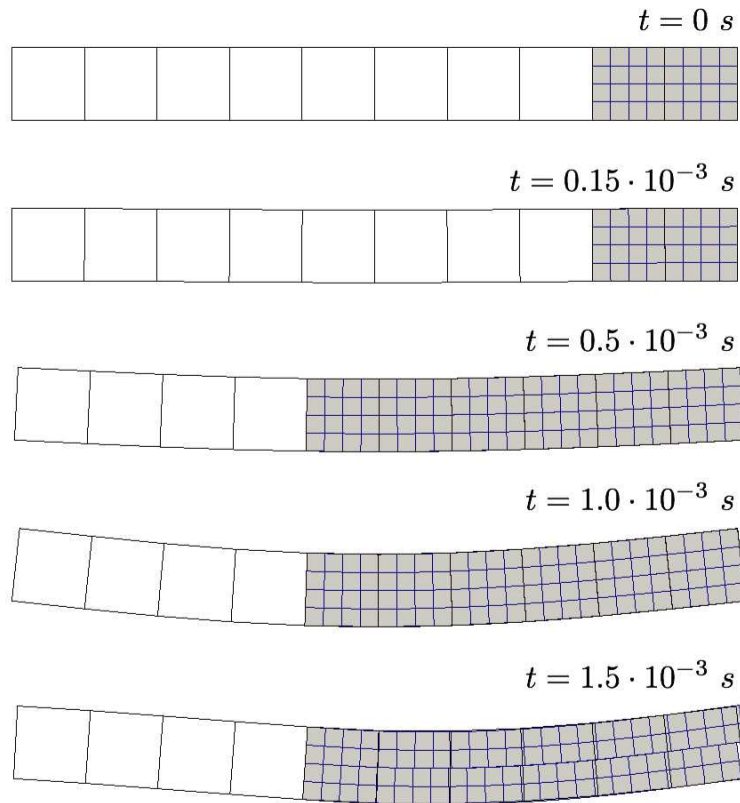 t = 0 s
t = 0.15 · 10⁻³ s
t = 0.5 · 10⁻³ s
t = 1.0 · 10⁻³ s
t = 1.5 · 10⁻³ s